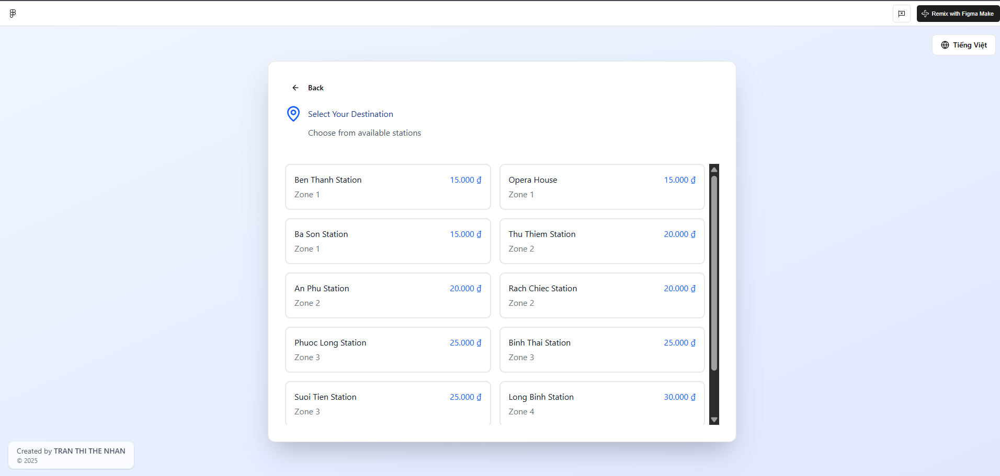 Remix with Figma Make
Tiếng Việt
Back
Select Your Destination
Choose from available stations
Ben Thanh Station 15.000 ₫
Zone 1
Opera House 15.000 ₫
Zone 1
Ba Son Station 15.000 ₫
Zone 1
Thu Thiem Station 20.000 ₫
Zone 2
An Phu Station 20.000 ₫
Zone 2
Rach Chiec Station 20.000 ₫
Zone 2
Phuoc Long Station 25.000 ₫
Zone 3
Binh Thai Station 25.000 ₫
Zone 3
Suoi Tien Station 25.000 ₫
Zone 3
Long Binh Station 30.000 ₫
Zone 4
Created by TRAN THI THE NHAN
© 2025